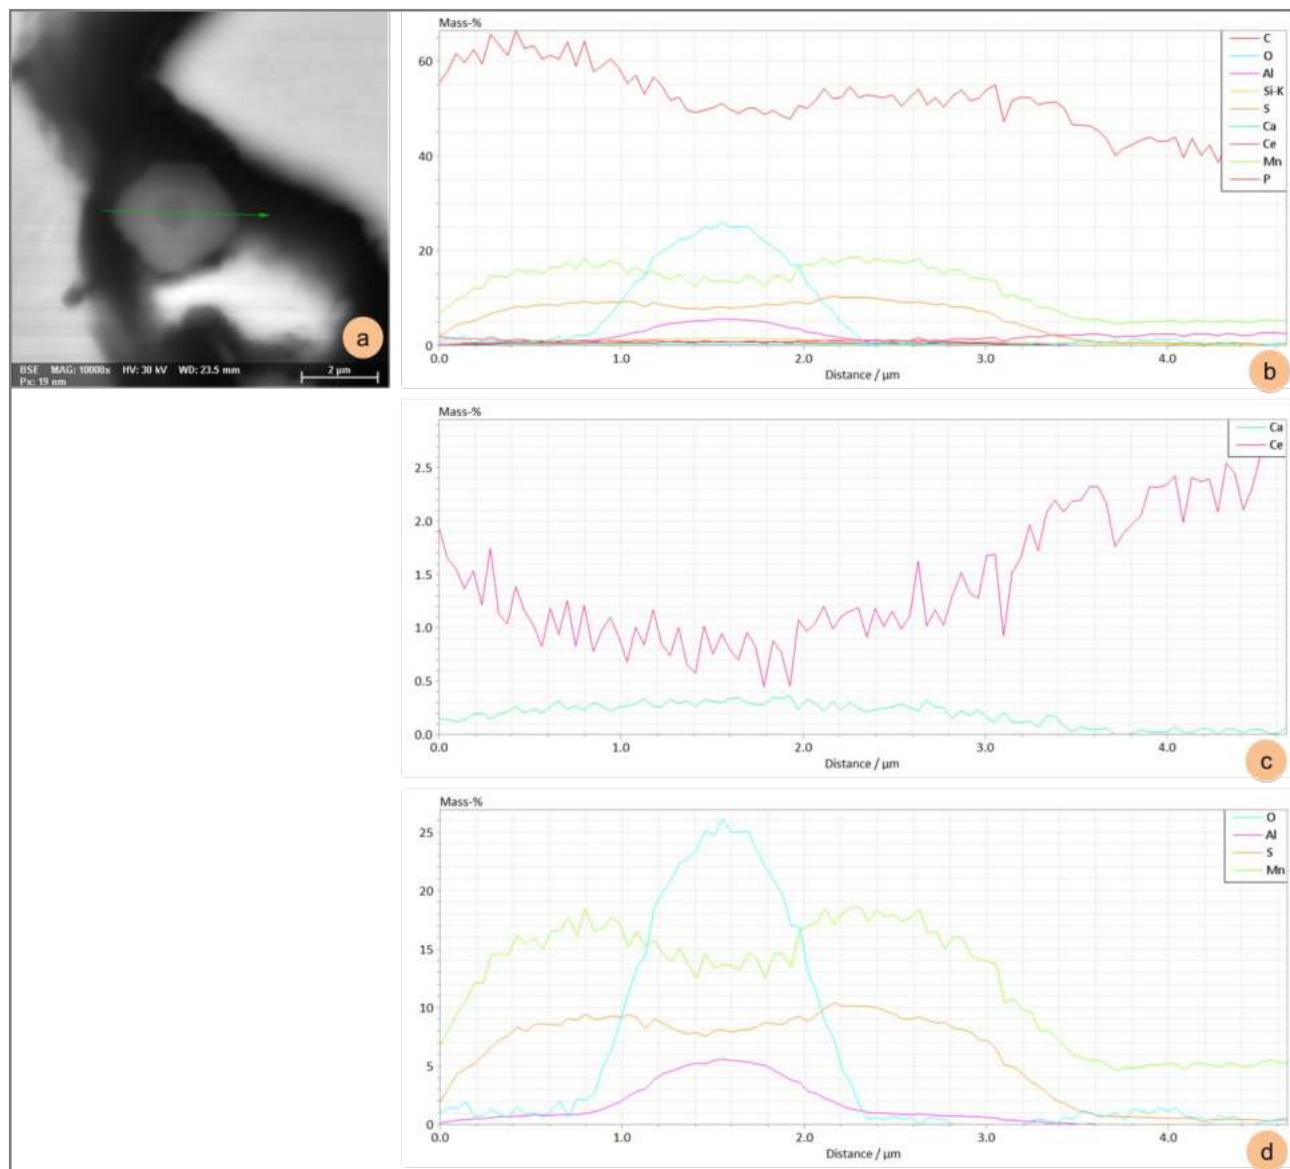 a
BSE MAG: 10000x HV: 30 kV WD: 23.5 mm
Px: 19 nm
2 µm
Mass-%
60
40
20
0
0.0 1.0 2.0 3.0 4.0
Distance / µm
C
O
Al
Si-K
S
Ca
Ce
Mn
P
b
Mass-%
2.5
2.0
1.5
1.0
0.5
0.0
0.0 1.0 2.0 3.0 4.0
Distance / µm
Ca
Ce
c
Mass-%
25
20
15
10
5
0
0.0 1.0 2.0 3.0 4.0
Distance / µm
O
Al
S
Mn
d